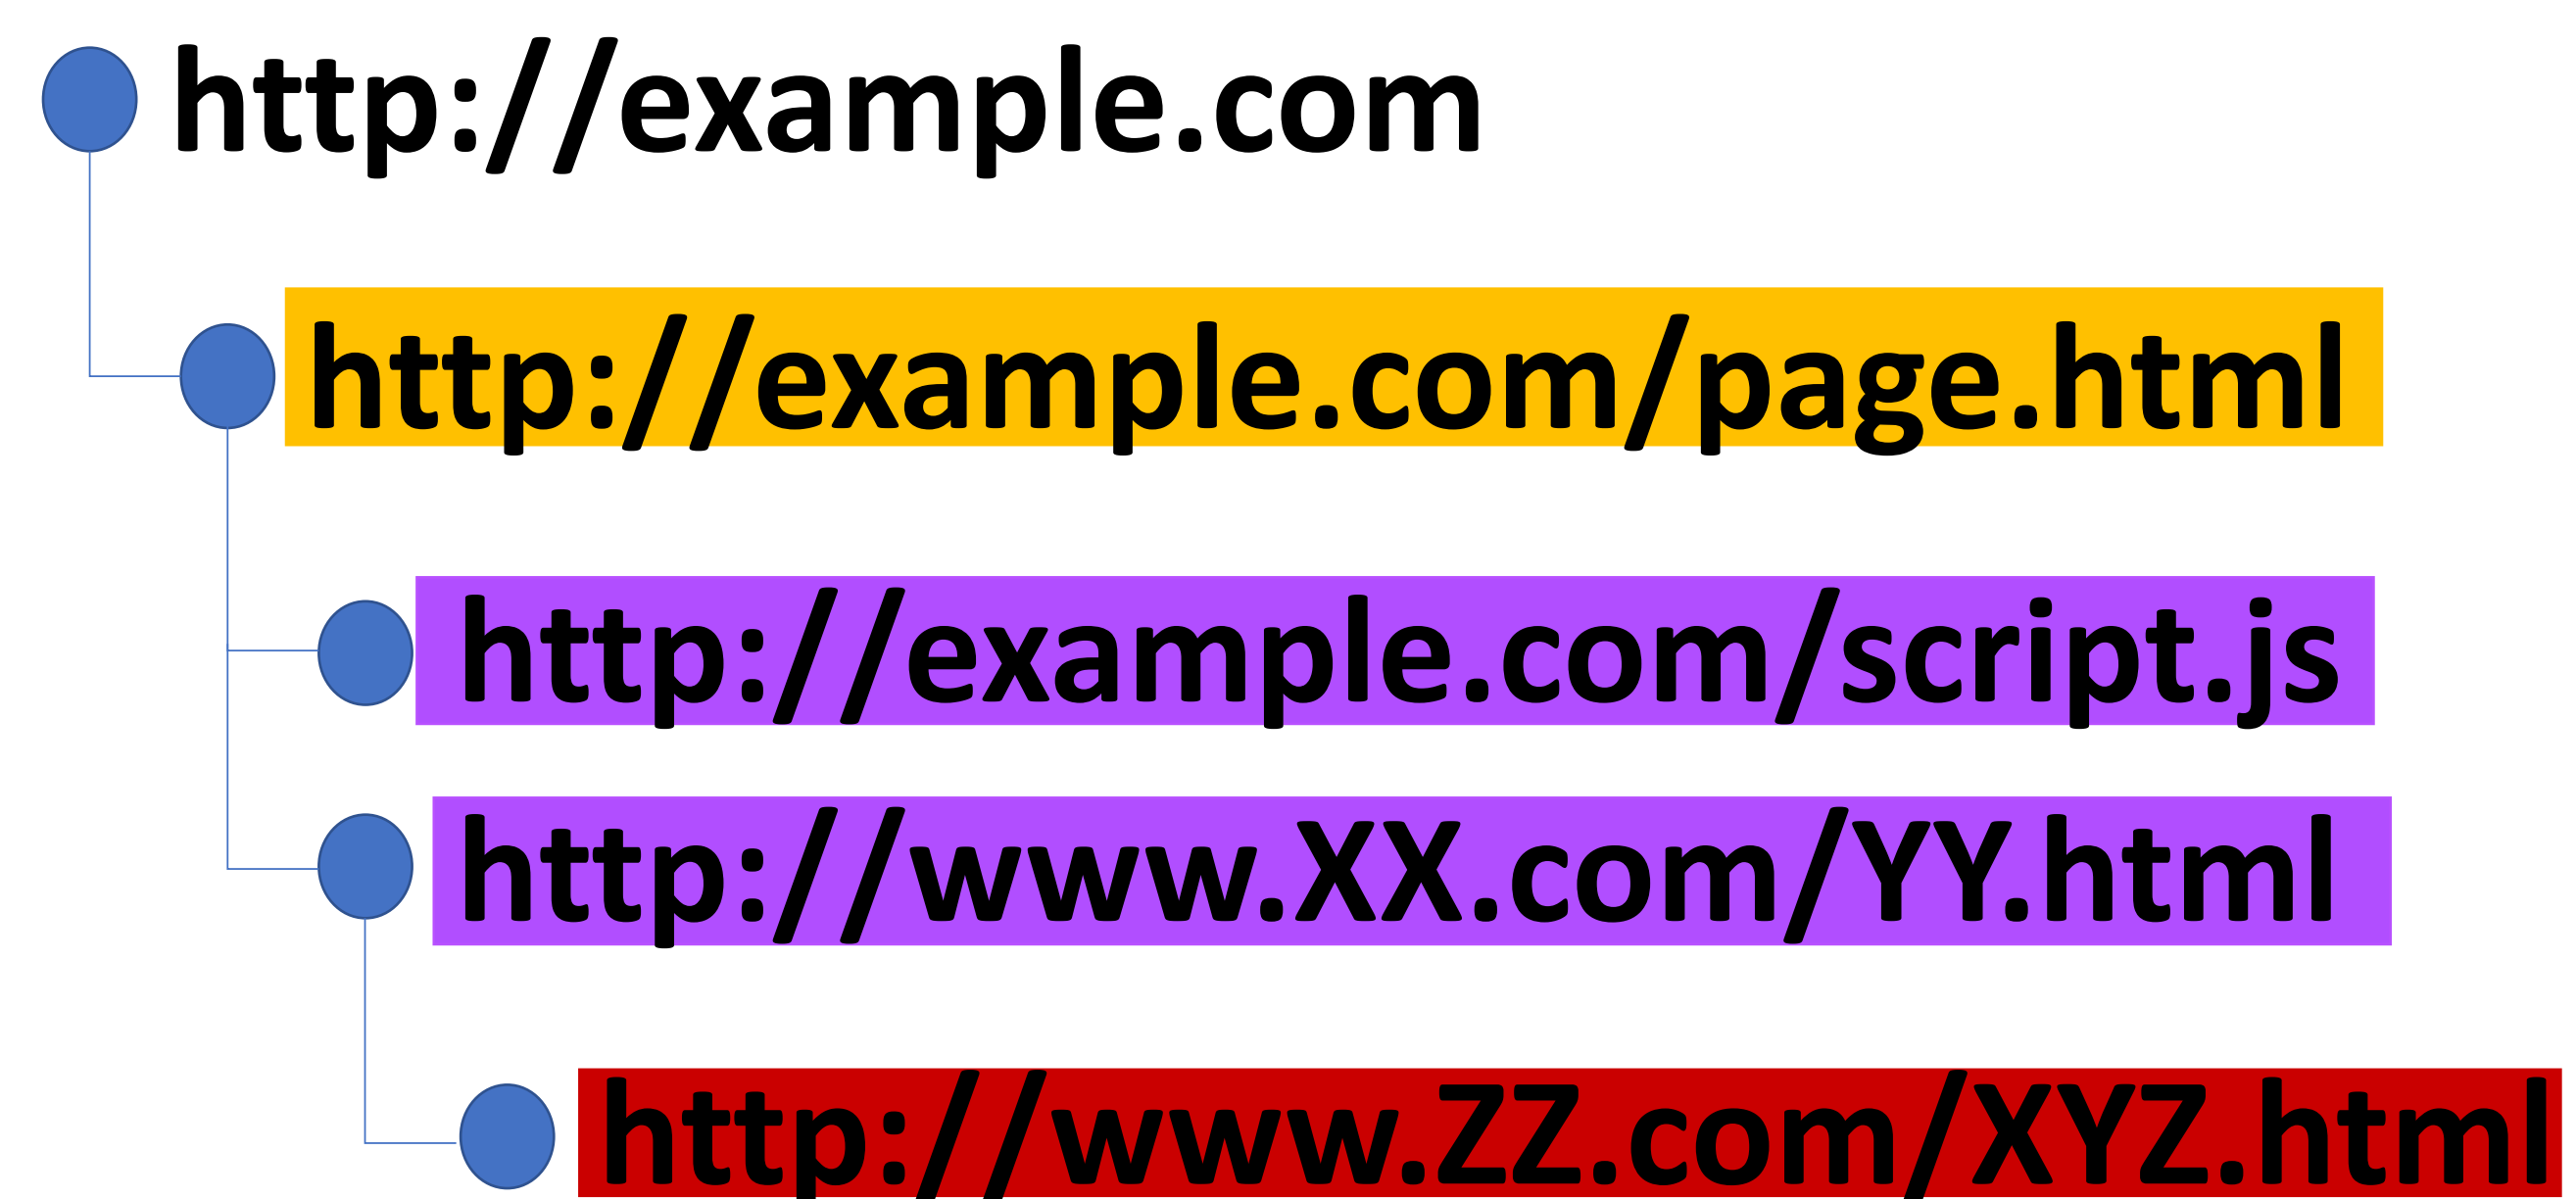 http://example.com
http://example.com/page.html
http://example.com/script.js
http://www.XX.com/YY.html
http://www.ZZ.com/XYZ.html